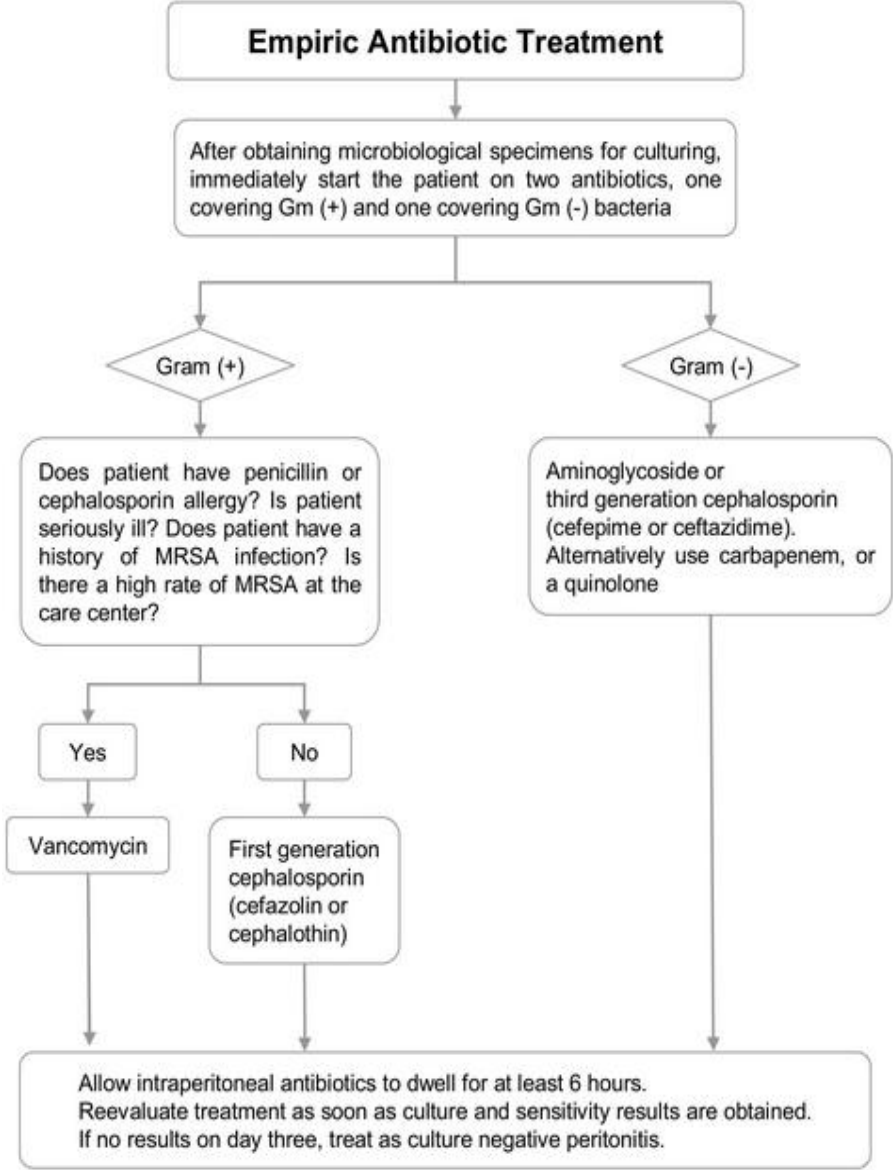 Empiric Antibiotic Treatment
After obtaining microbiological specimens for culturing,
immediately start the patient on two antibiotics, one
covering Gm (+) and one covering Gm (-) bacteria
Gram (+)
Gram (-)
Does patient have penicillin or
cephalosporin allergy? Is patient
seriously ill? Does patient have a
history of MRSA infection? Is
there a high rate of MRSA at the
care center?
Aminoglycoside or
third generation cephalosporin
(cefepime or ceftazidime).
Alternatively use carbapenem, or
a quinolone
Yes
No
Vancomycin
First generation
cephalosporin
(cefazolin or
cephalothin)
Allow intraperitoneal antibiotics to dwell for at least 6 hours.
Reevaluate treatment as soon as culture and sensitivity results are obtained.
If no results on day three, treat as culture negative peritonitis.